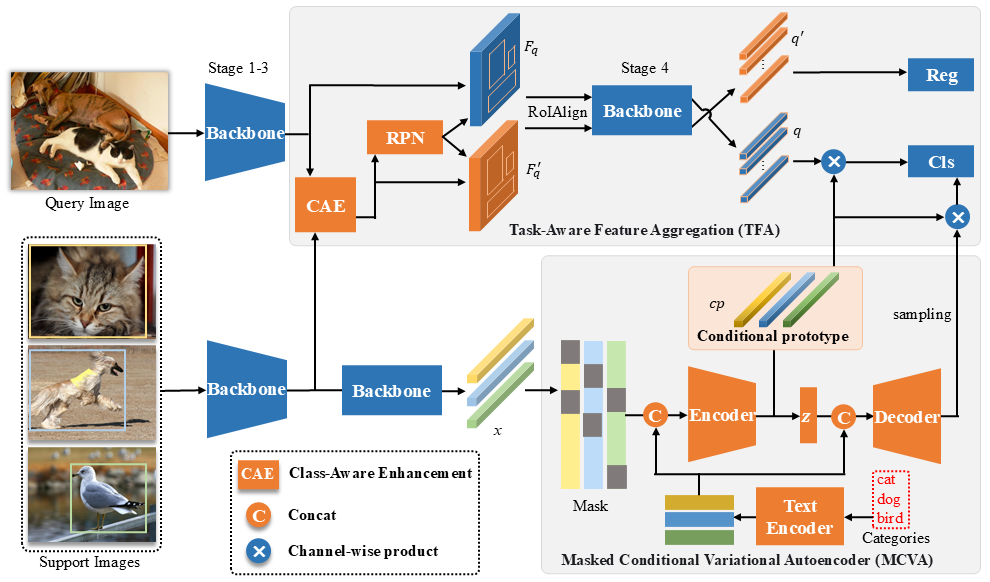 Stage 1-3
Backbone
Query Image
CAE
RPN
F_q
F'_q
RoIAlign
Stage 4
Backbone
q'
q
Reg
Cls
Task-Aware Feature Aggregation (TFA)
Support Images
Backbone
Backbone
x
CAE Class-Aware Enhancement
C Concat
× Channel-wise product
Mask
C
Encoder
cp
Conditional prototype
z
C
Decoder
sampling
Text
Encoder
cat
dog
bird
Categories
Masked Conditional Variational Autoencoder (MCVA)